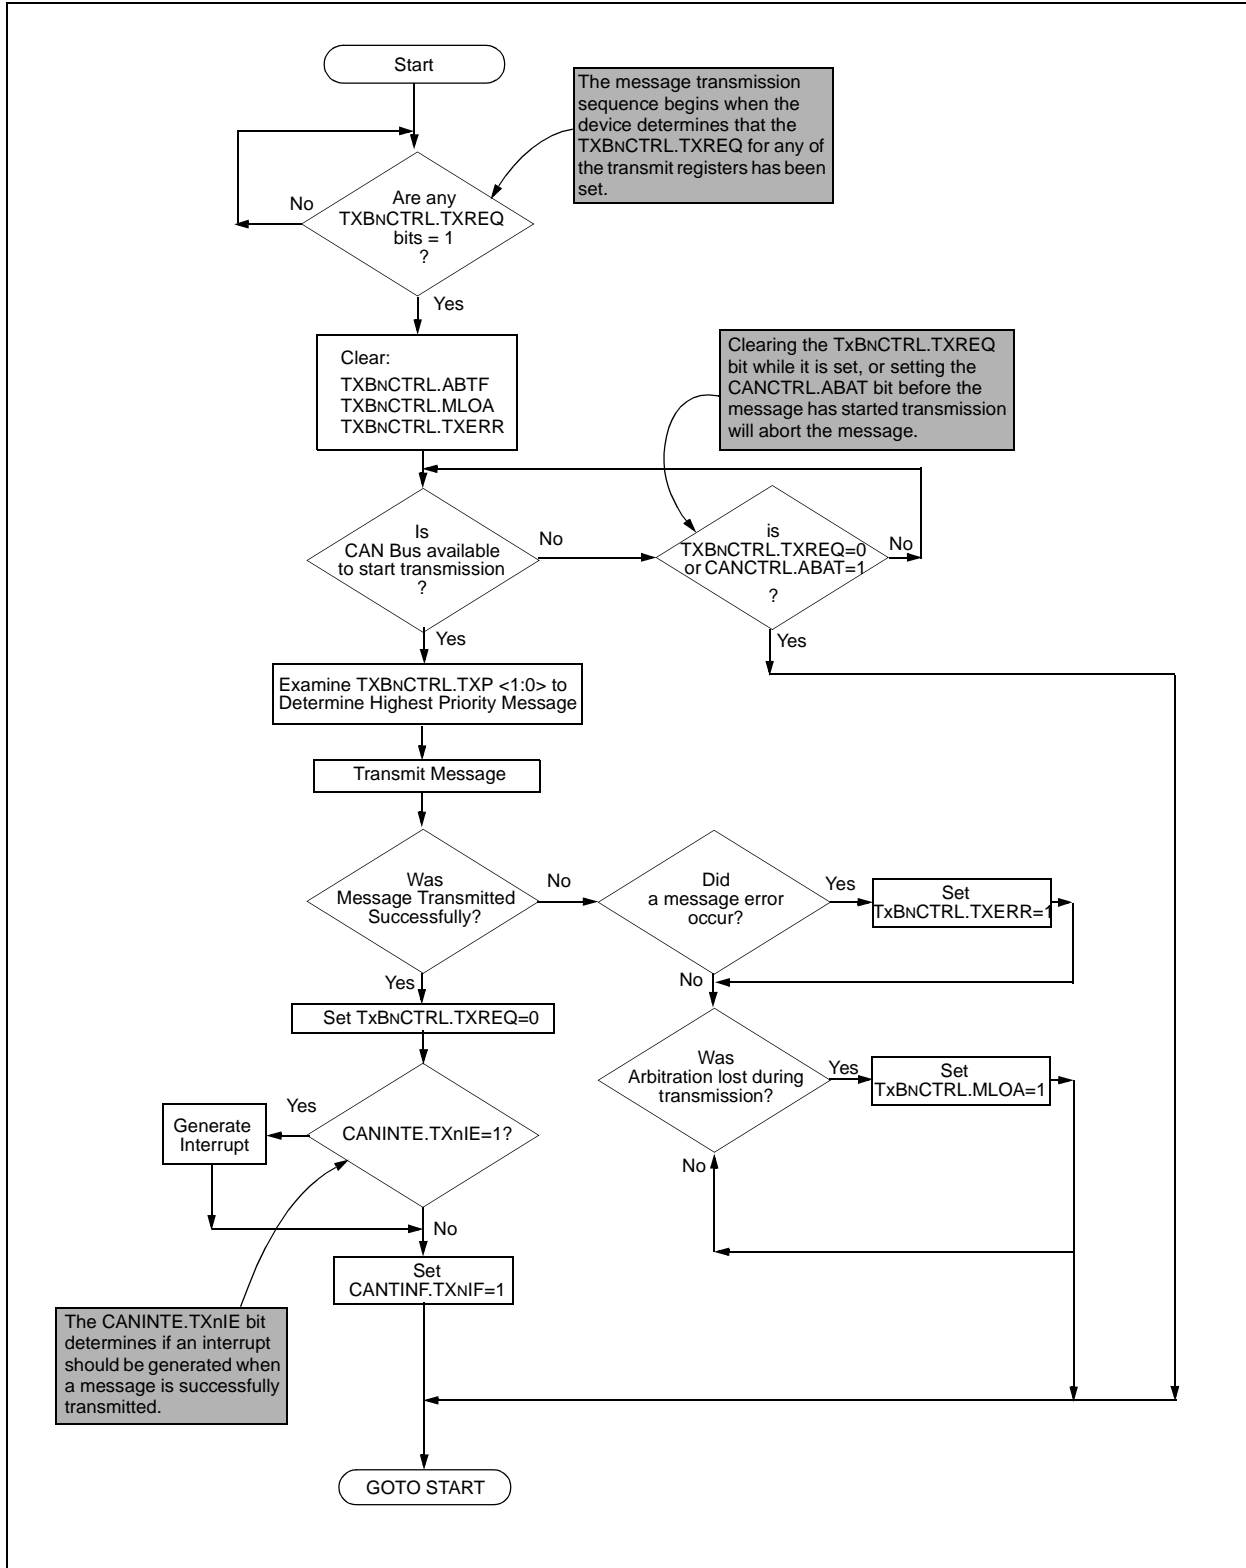 Start
The message transmission
sequence begins when the
device determines that the
TXBNCTRL.TXREQ for any of
the transmit registers has been
set.
No
Are any
TXBNCTRL.TXREQ
bits = 1
?
Yes
Clear:
TXBNCTRL.ABTF
TXBNCTRL.MLOA
TXBNCTRL.TXERR
Clearing the TxBNCTRL.TXREQ
bit while it is set, or setting the
CANCTRL.ABAT bit before the
message has started transmission
will abort the message.
Is
CAN Bus available
to start transmission
?
No
is
TXBNCTRL.TXREQ=0
or CANCTRL.ABAT=1
?
No
Yes
Yes
Examine TXBNCTRL.TXP <1:0> to
Determine Highest Priority Message
Transmit Message
Was
Message Transmitted
Successfully?
No
Did
a message error
occur?
Yes
Set
TxBNCTRL.TXERR=1
Yes
No
Set TxBNCTRL.TXREQ=0
Was
Arbitration lost during
transmission?
Yes
Set
TxBNCTRL.MLOA=1
Yes
Generate
Interrupt
CANINTE.TXnIE=1?
No
No
Set
CANTINF.TXNIF=1
The CANINTE.TXnIE bit
determines if an interrupt
should be generated when
a message is successfully
transmitted.
GOTO START